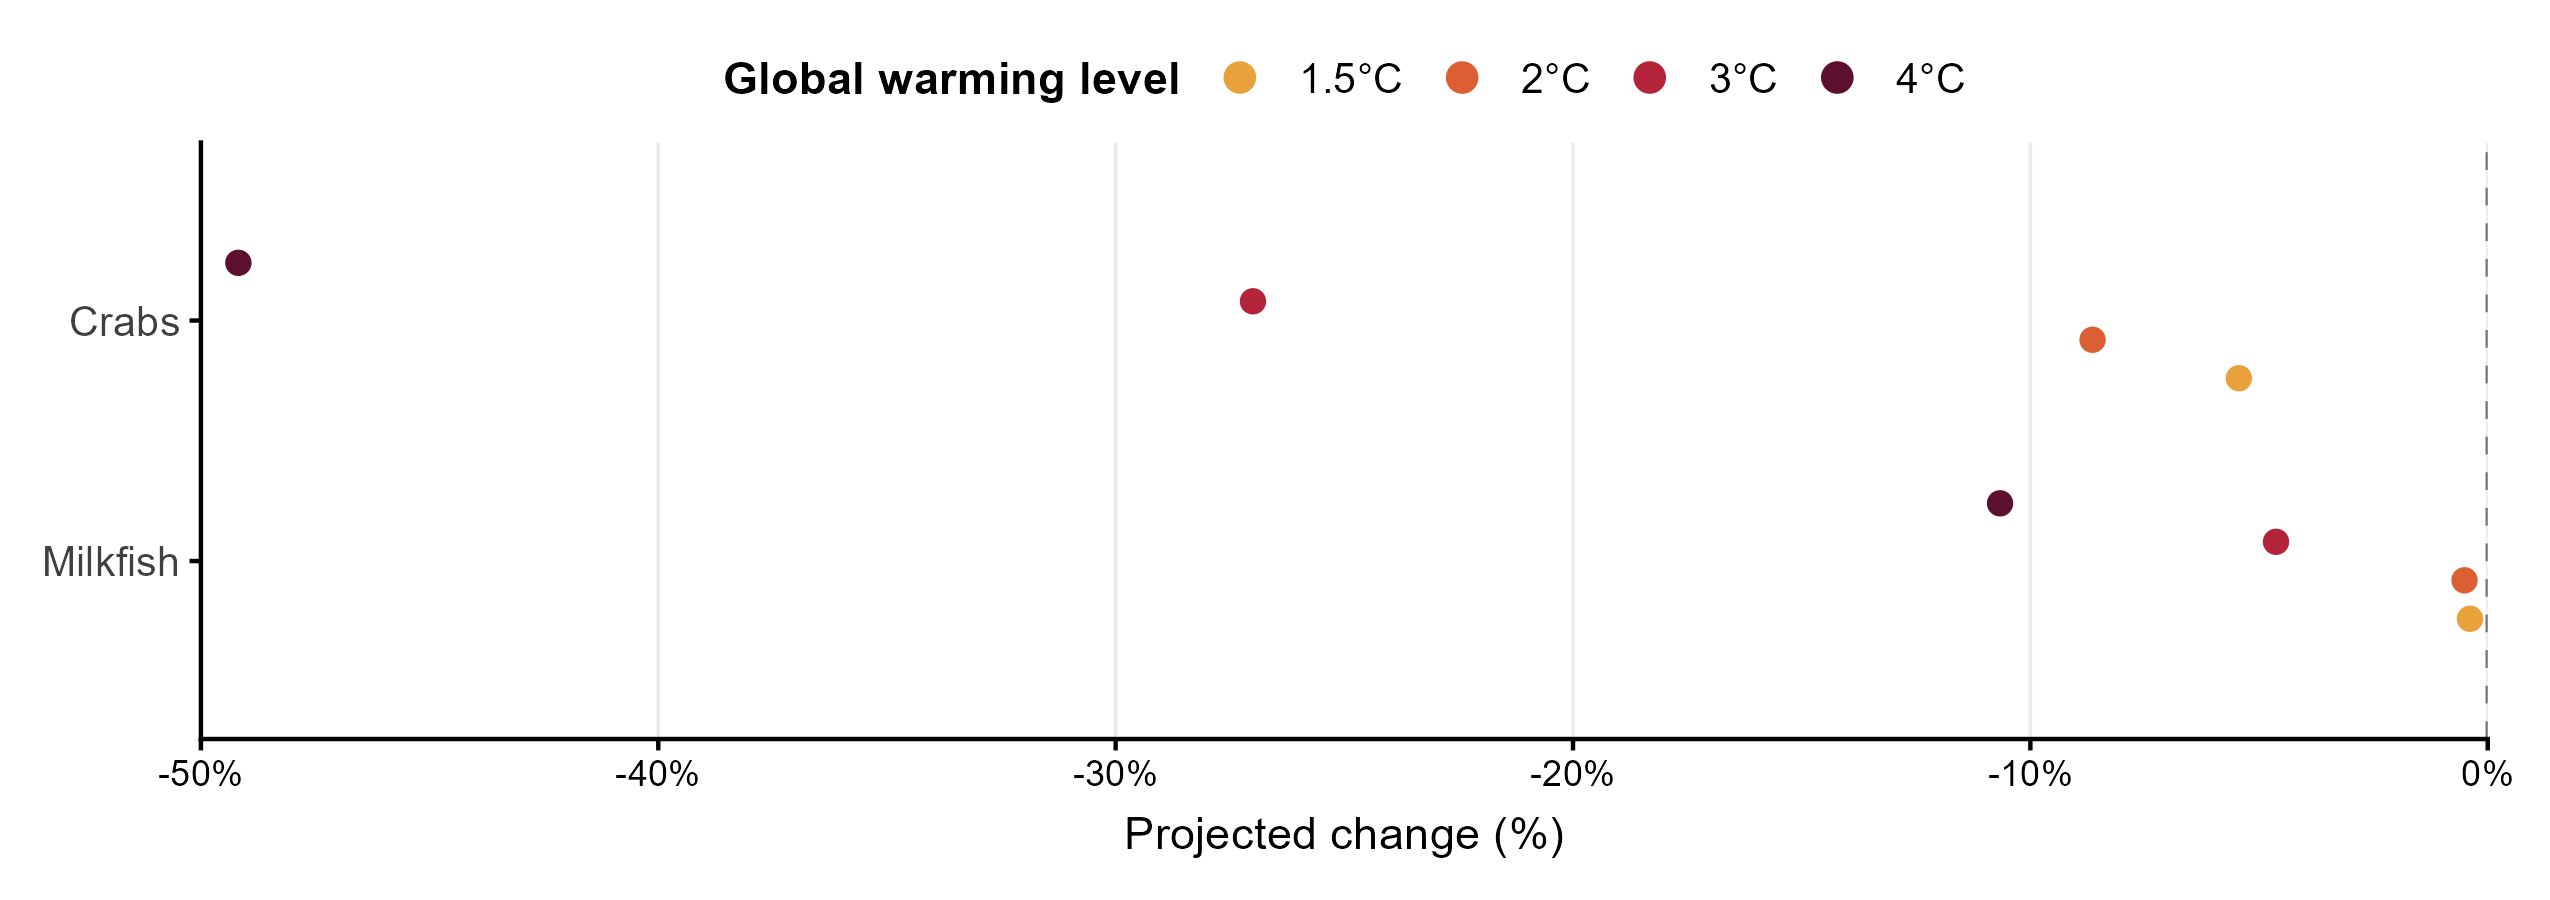 Global warming level 1.5°C 2°C 3°C 4°C
Crabs
Milkfish
-50% -40% -30% -20% -10% 0%
Projected change (%)